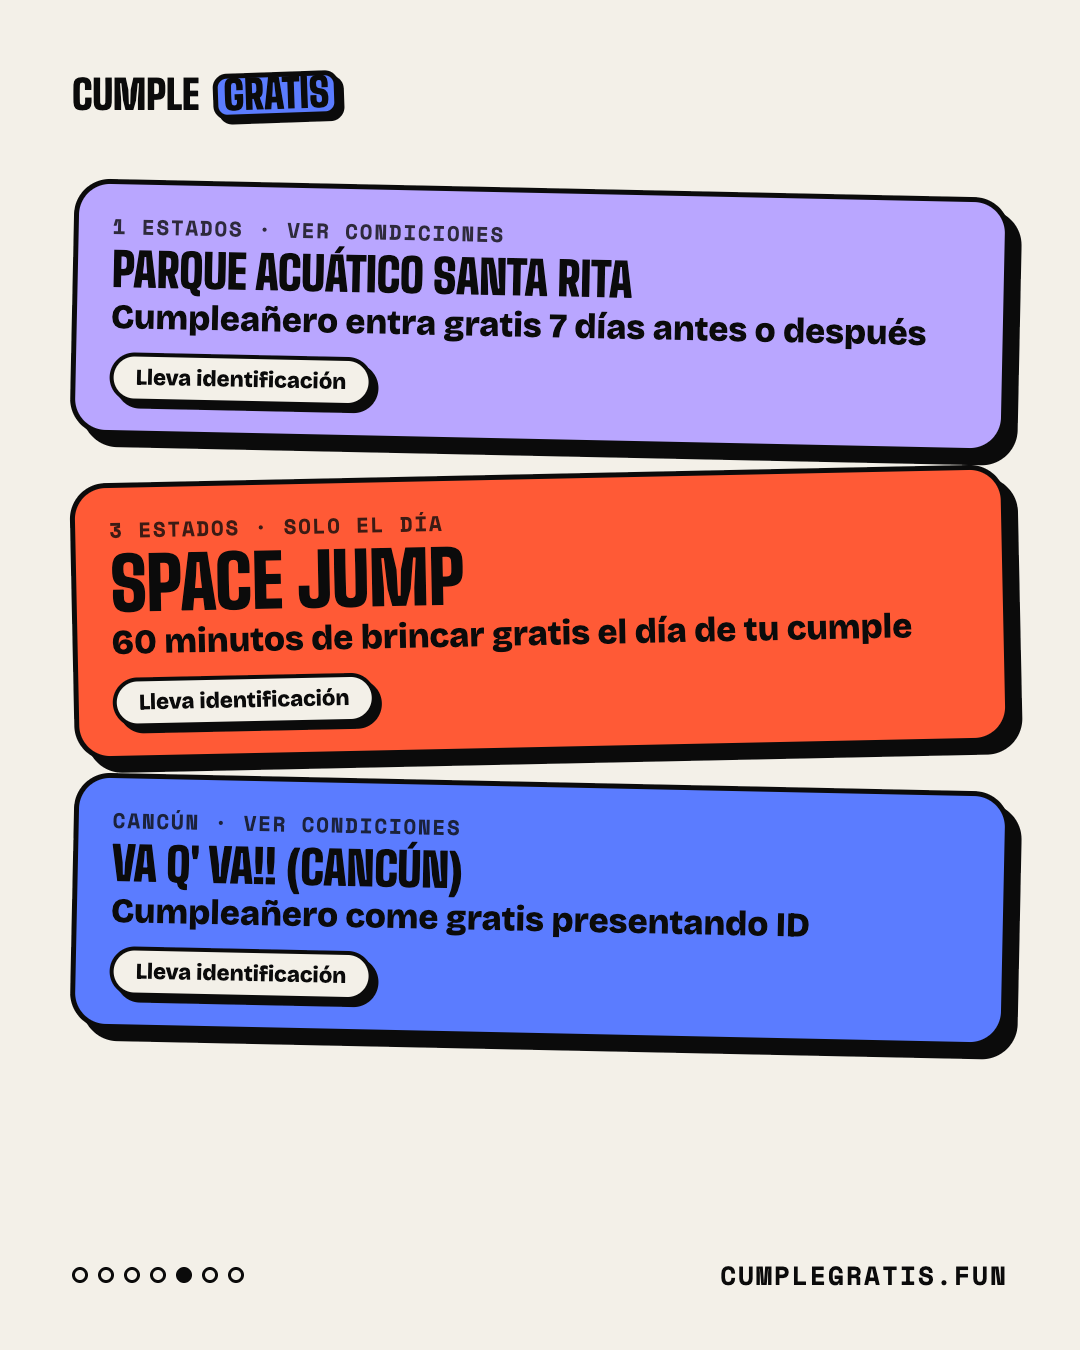 CUMPLE GRATIS
1 ESTADOS · VER CONDICIONES
PARQUE ACUÁTICO SANTA RITA
Cumpleañero entra gratis 7 días antes o después
Lleva identificación
3 ESTADOS · SOLO EL DÍA
SPACE JUMP
60 minutos de brincar gratis el día de tu cumple
Lleva identificación
CANCÚN · VER CONDICIONES
VA Q' VA!! (CANCÚN)
Cumpleañero come gratis presentando ID
Lleva identificación
CUMPLEGRATIS.FUN